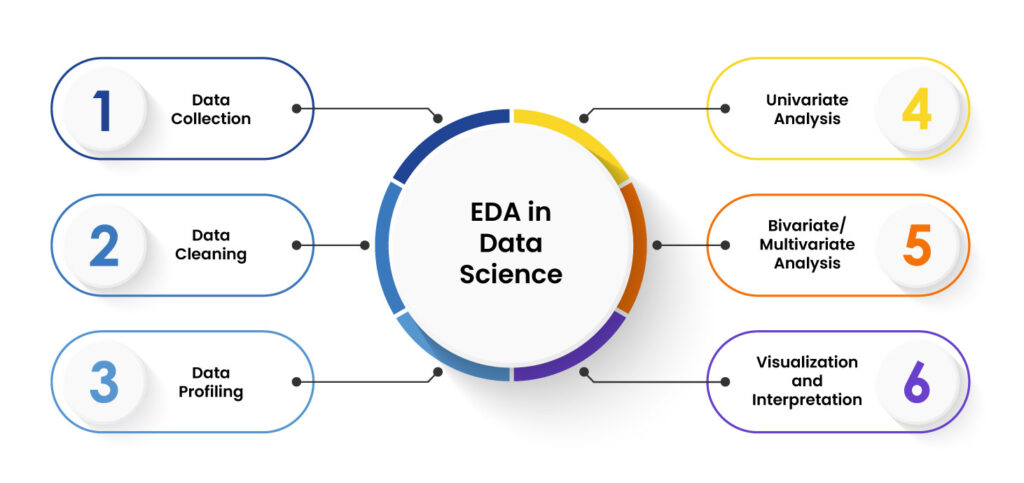 1
Data
Collection
2
Data
Cleaning
3
Data
Profiling
EDA in
Data
Science
Univariate
Analysis
4
Bivariate/
Multivariate
Analysis
5
Visualization
and
Interpretation
6